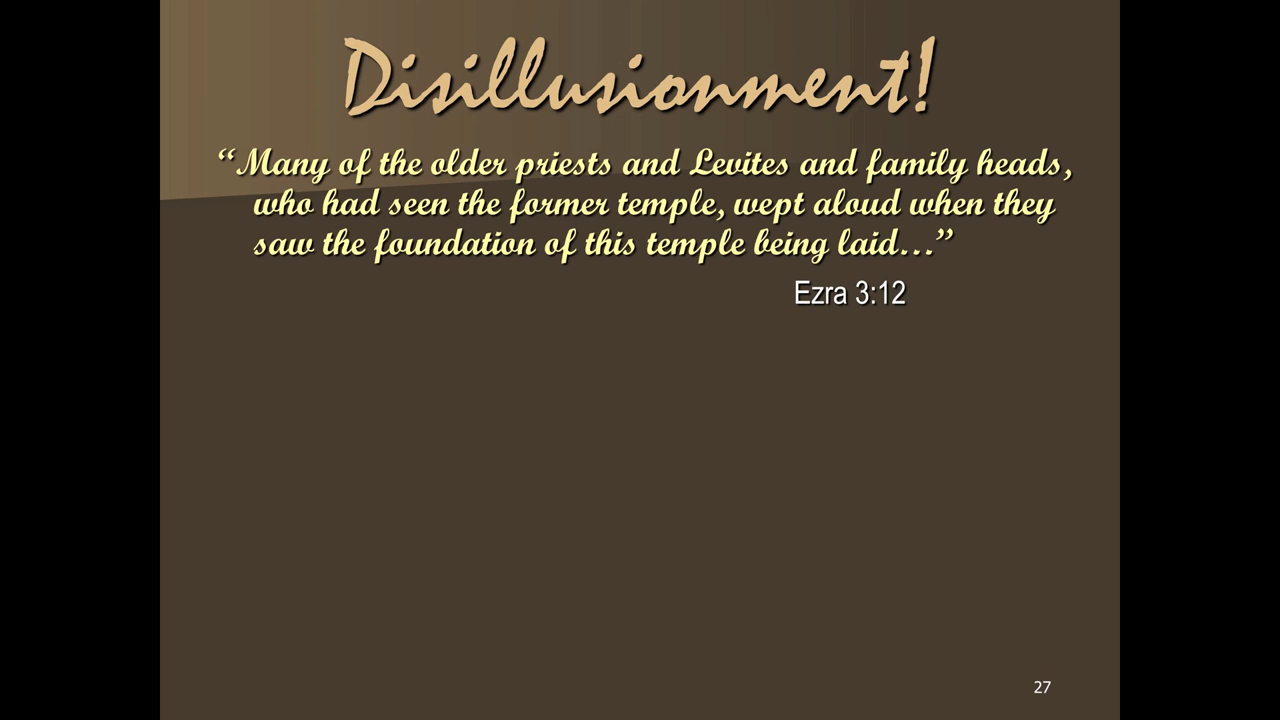 Disillusionment!
“Many of the older priests and Levites and family heads,
who had seen the former temple, wept aloud when they
saw the foundation of this temple being laid…”
Ezra 3:12
27